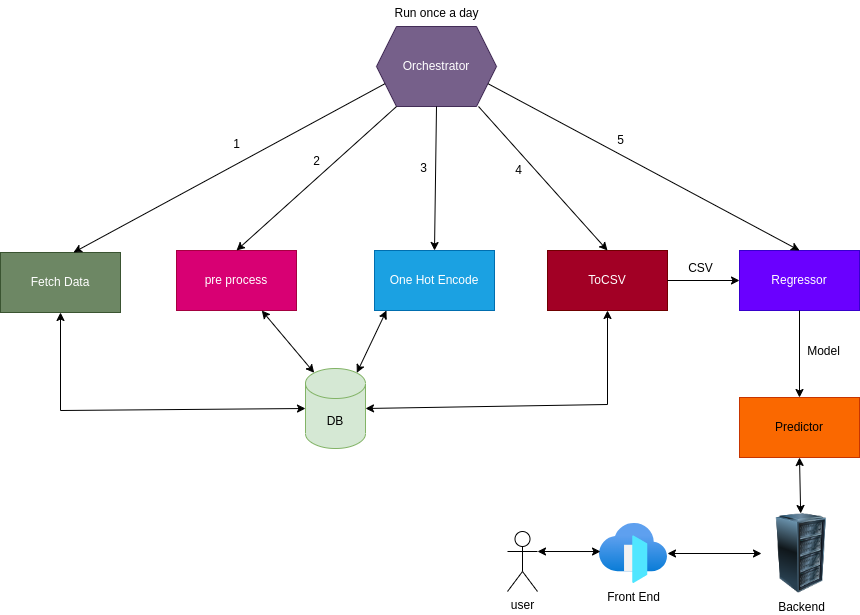 Run once a day
Orchestrator
1
2
3
4
5
Fetch Data
pre process
One Hot Encode
ToCSV
CSV
Regressor
Model
DB
Predictor
user
Front End
Backend